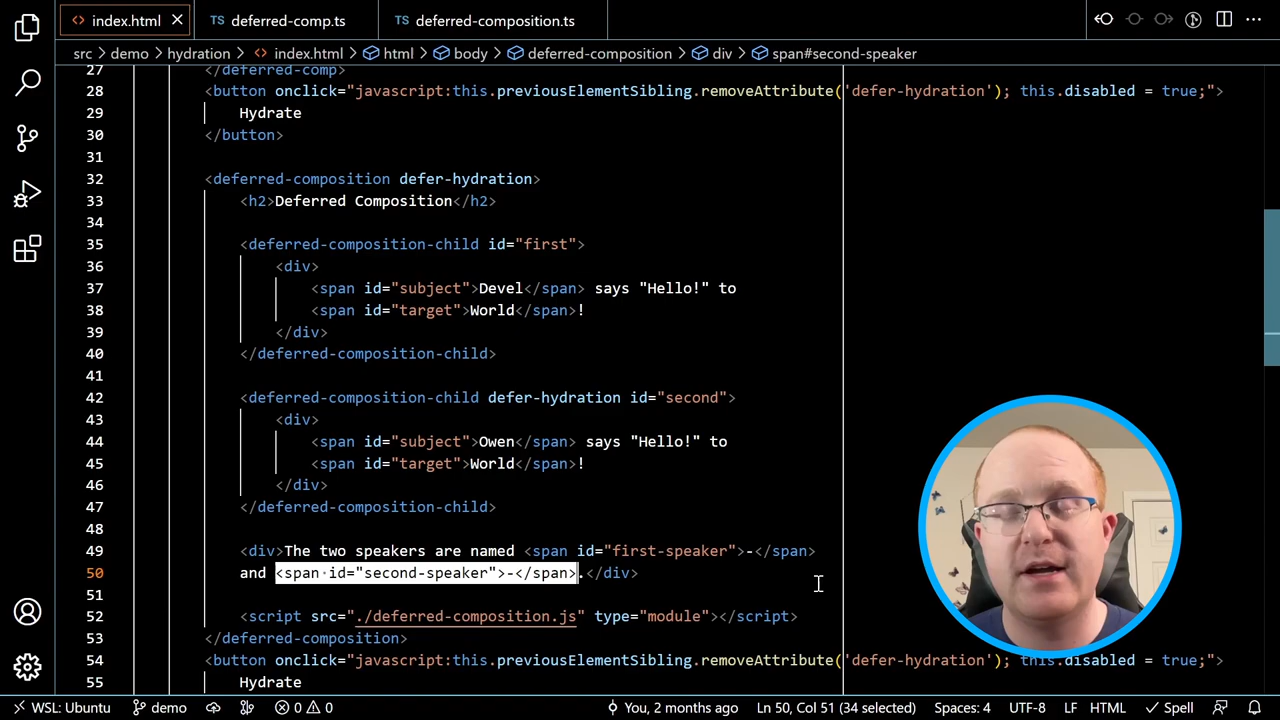 index.html
TS deferred-comp.ts
TS deferred-composition.ts
src > demo > hydration > <> index.html > html > body > deferred-composition > div > span#second-speaker
27 </deferred-comp>
28 <button onclick="javascript:this.previousElementSibling.removeAttribute('defer-hydration'); this.disabled = true;">
29 Hydrate
30 </button>
31
32 <deferred-composition defer-hydration>
33 <h2>Deferred Composition</h2>
34
35 <deferred-composition-child id="first">
36 <div>
37 <span id="subject">Devel</span> says "Hello!" to
38 <span id="target">World</span>!
39 </div>
40 </deferred-composition-child>
41
42 <deferred-composition-child defer-hydration id="second">
43 <div>
44 <span id="subject">Owen</span> says "Hello!" to
45 <span id="target">World</span>!
46 </div>
47 </deferred-composition-child>
48
49 <div>The two speakers are named <span id="first-speaker">-</span>
50 and <span·id="second-speaker">-</span>.</div>
51
52 <script src="./deferred-composition.js" type="module"></script>
53 </deferred-composition>
54 <button onclick="javascript:this.previousElementSibling.removeAttribute('defer-hydration'); this.disabled = true;">
55 Hydrate
WSL: Ubuntu
demo
0
0
You, 2 months ago
Ln 50, Col 51 (34 selected)
Spaces: 4
UTF-8
LF
HTML
Spell